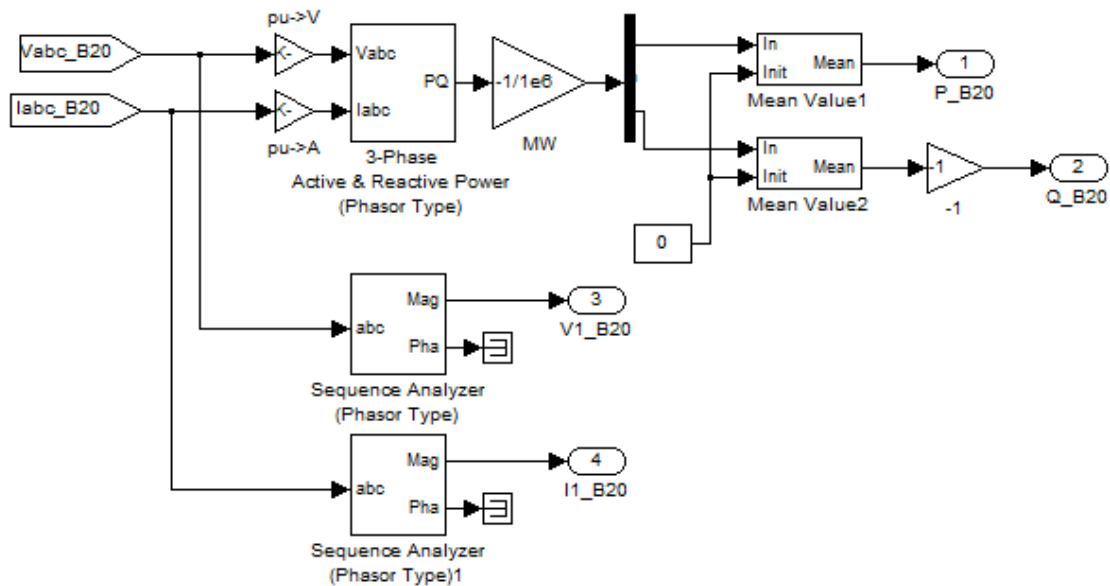 pu->V
Vabc_B20
K-
Vabc
PQ
Iabc
Iabc_B20
K-
pu->A
3-Phase
Active & Reactive Power
(Phasor Type)
-1/1e6
MW
In
Init
Mean
Mean Value1
1
P_B20
In
Init
Mean
Mean Value2
-1
-1
2
Q_B20
0
abc
Mag
Pha
Sequence Analyzer
(Phasor Type)
3
V1_B20
abc
Mag
Pha
Sequence Analyzer
(Phasor Type)1
4
I1_B20